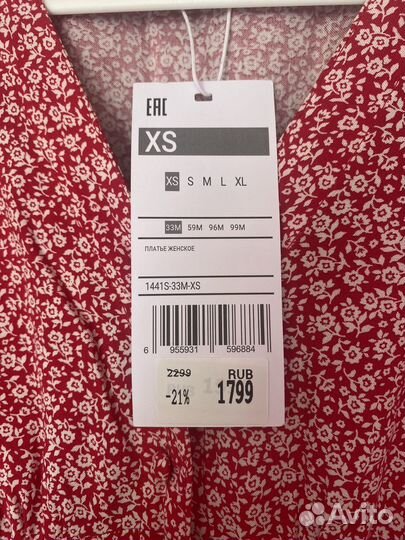 EAC
XS
XS S M L XL
33M 59M 96M 99M
ПЛАТЬЕ ЖЕНСКОЕ
1441S-33M-XS
6 955931 596884
2299 RUB
-21% 1799
Avito